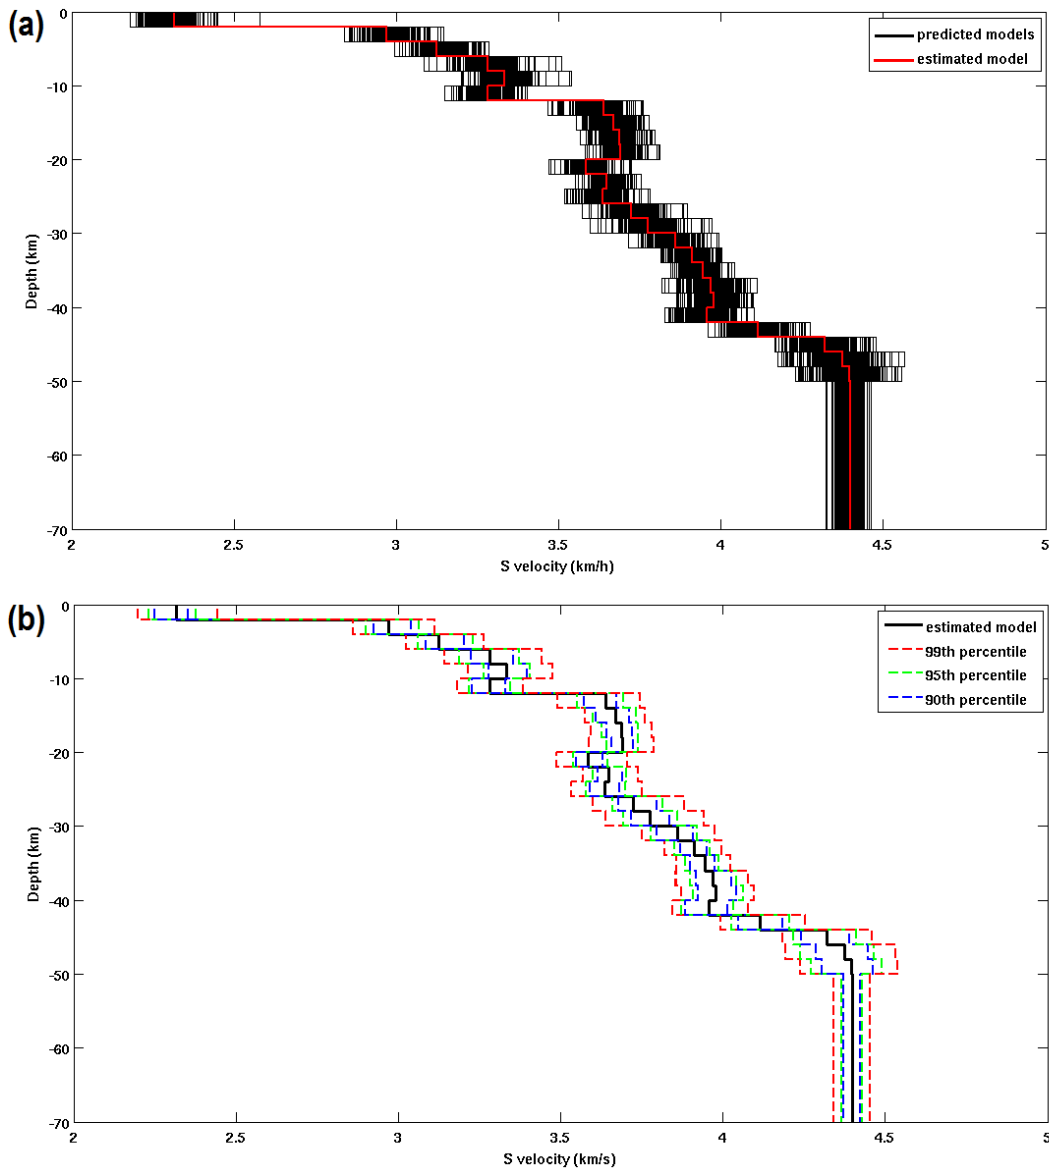 (a)
predicted models
estimated model
0
-10
-20
-30
-40
-50
-60
-70
Depth (km)
2
2.5
3
3.5
4
4.5
5
S velocity (km/h)
(b)
estimated model
99th percentile
95th percentile
90th percentile
0
-10
-20
-30
-40
-50
-60
-70
Depth (km)
2
2.5
3
3.5
4
4.5
5
S velocity (km/s)